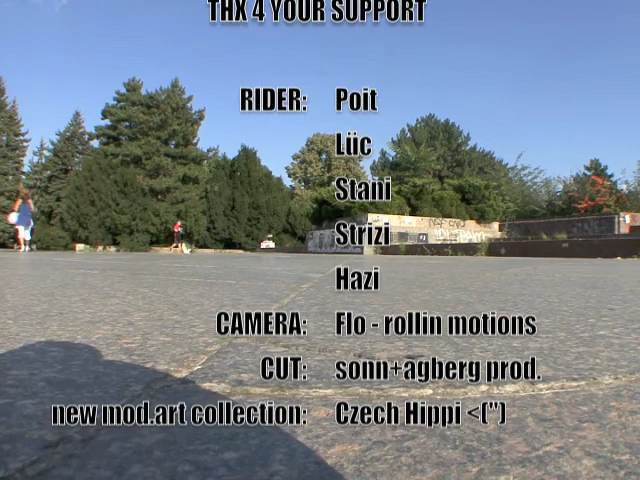 THX 4 YOUR SUPPORT
RIDER: Poit
Lüc
Stani
Strizi
Hazi
CAMERA: Flo - rollin motions
CUT: sonn+agberg prod.
new mod.art collection: Czech Hippi <(")